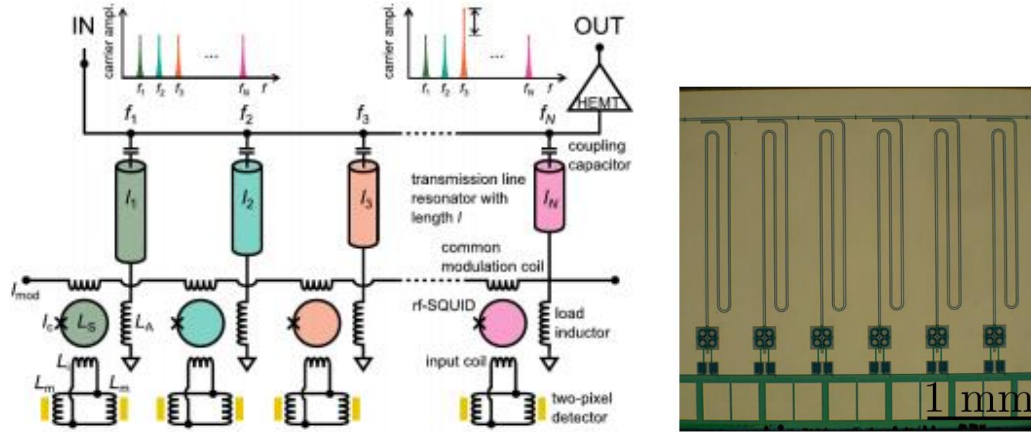 IN
carrier ampl.
f1 f2 f3 ... fN f
carrier ampl.
f1 f2 f3 ... fN f
OUT
HEMT
f1
f2
f3
fN
coupling
capacitor
l1
l2
l3
lN
transmission line
resonator with
length l
common
modulation coil
Imod
Ic
LS
LA
rf-SQUID
load
inductor
Li
input coil
Lm
Lm
two-pixel
detector
1 mm